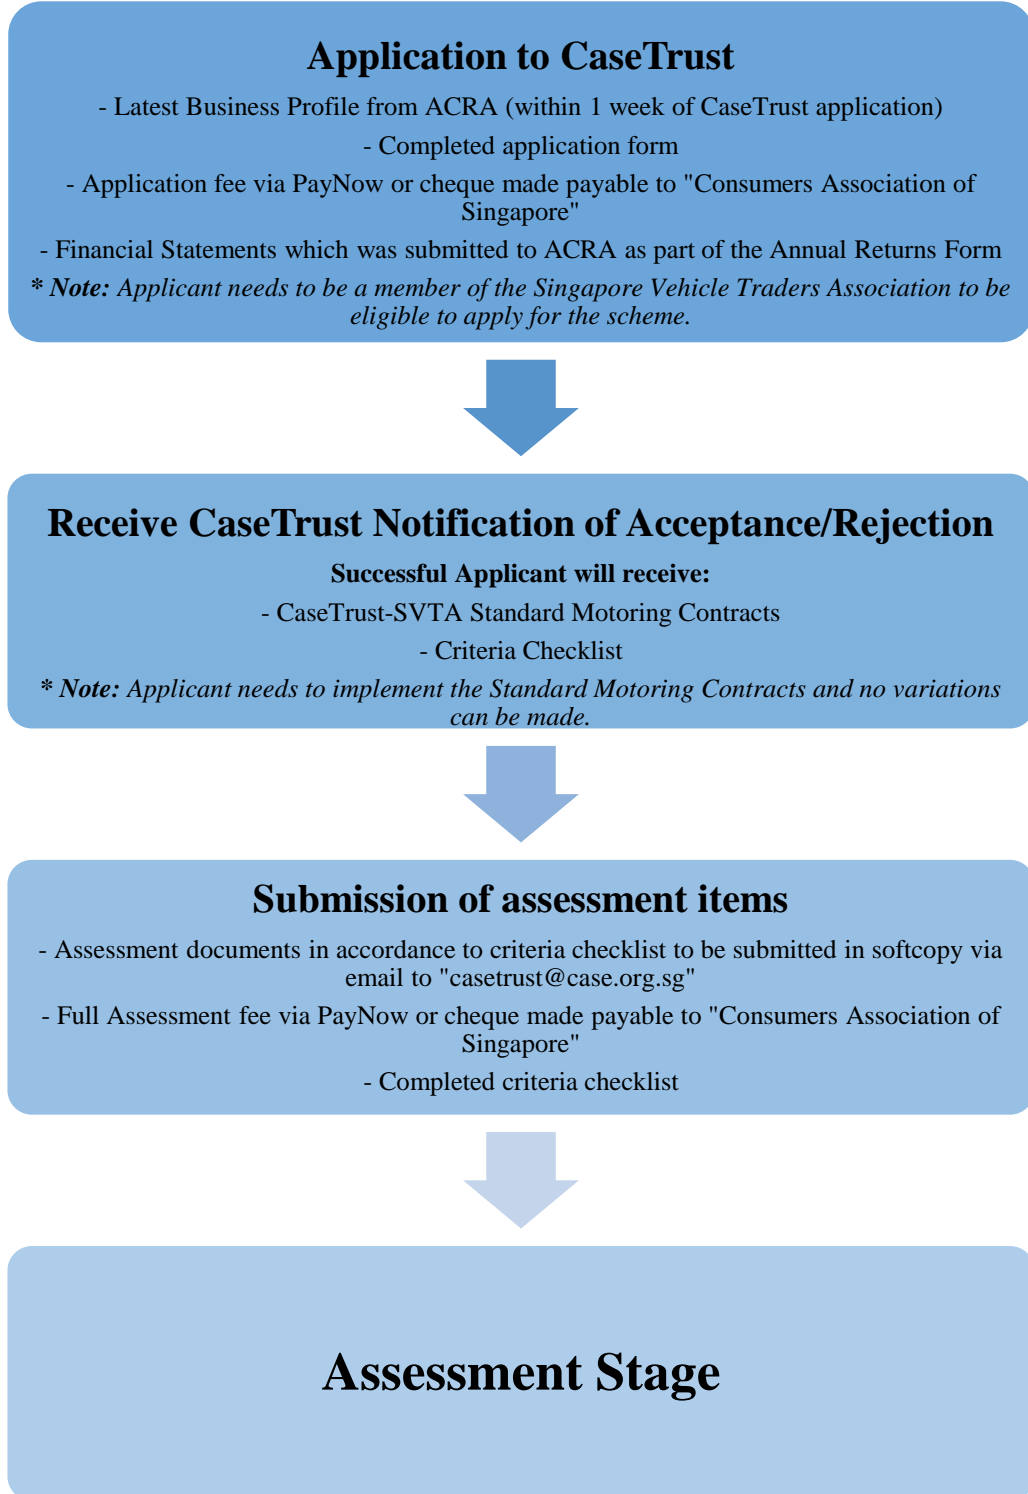 Application to CaseTrust
- Latest Business Profile from ACRA (within 1 week of CaseTrust application)
- Completed application form
- Application fee via PayNow or cheque made payable to "Consumers Association of
Singapore"
- Financial Statements which was submitted to ACRA as part of the Annual Returns Form
* Note: Applicant needs to be a member of the Singapore Vehicle Traders Association to be
eligible to apply for the scheme.
Receive CaseTrust Notification of Acceptance/Rejection
Successful Applicant will receive:
- CaseTrust-SVTA Standard Motoring Contracts
- Criteria Checklist
* Note: Applicant needs to implement the Standard Motoring Contracts and no variations
can be made.
Submission of assessment items
- Assessment documents in accordance to criteria checklist to be submitted in softcopy via
email to "casetrust@case.org.sg"
- Full Assessment fee via PayNow or cheque made payable to "Consumers Association of
Singapore"
- Completed criteria checklist
Assessment Stage